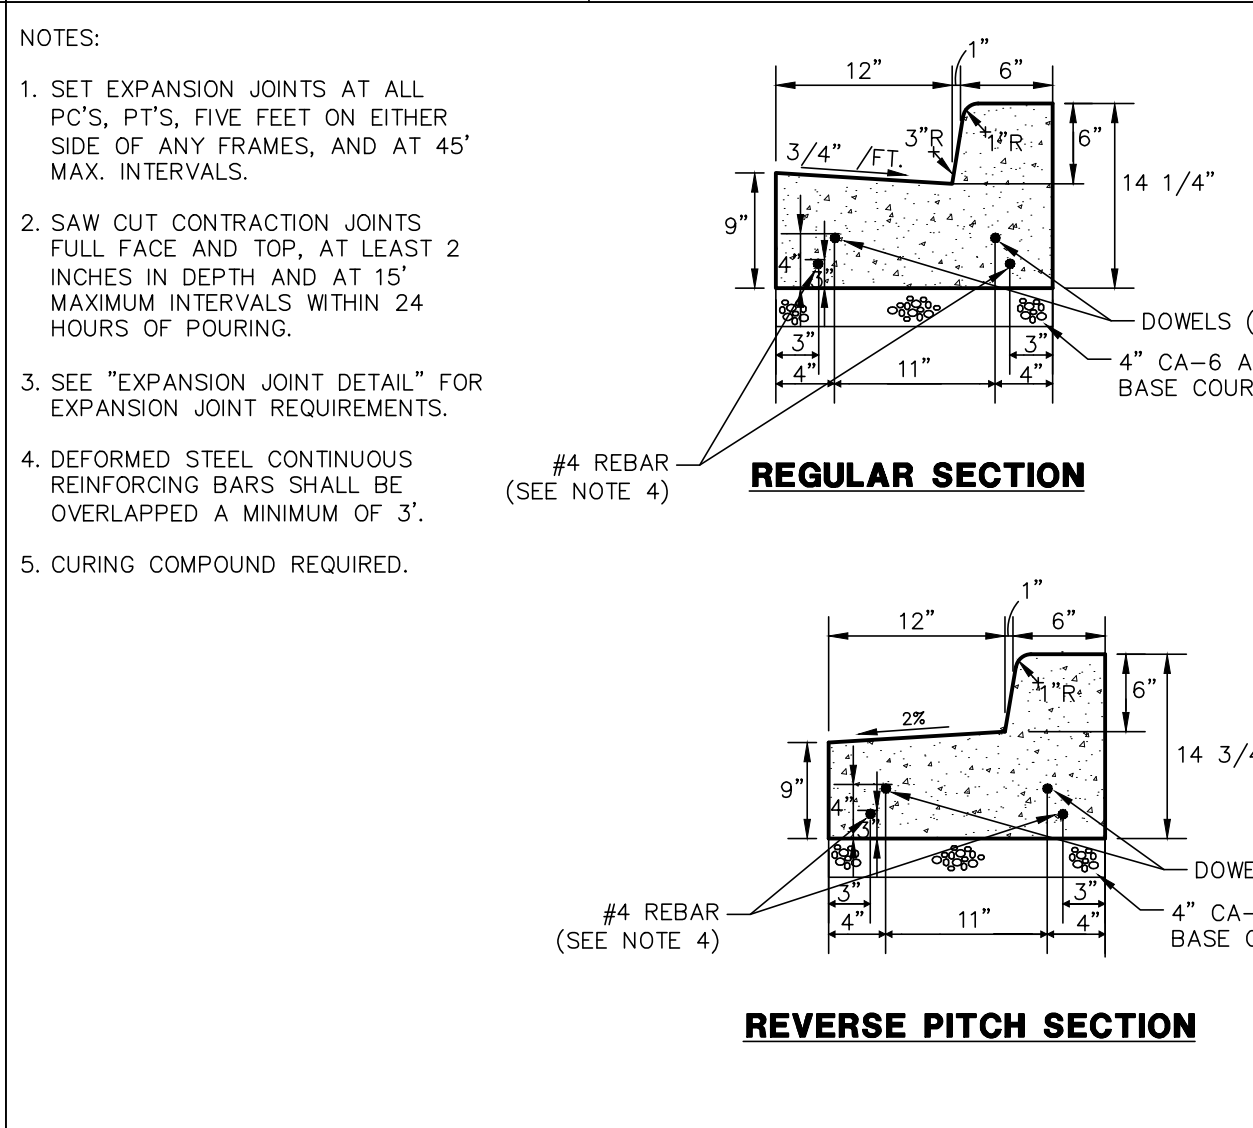 NOTES:
1. SET EXPANSION JOINTS AT ALL
PC'S, PT'S, FIVE FEET ON EITHER
SIDE OF ANY FRAMES, AND AT 45'
MAX. INTERVALS.
2. SAW CUT CONTRACTION JOINTS
FULL FACE AND TOP, AT LEAST 2
INCHES IN DEPTH AND AT 15'
MAXIMUM INTERVALS WITHIN 24
HOURS OF POURING.
3. SEE "EXPANSION JOINT DETAIL" FOR
EXPANSION JOINT REQUIREMENTS.
4. DEFORMED STEEL CONTINUOUS
REINFORCING BARS SHALL BE
OVERLAPPED A MINIMUM OF 3'.
5. CURING COMPOUND REQUIRED.
1"
12" 6"
3"R 1"R 6"
3/4" /FT.
14 1/4"
9"
4" 3"
DOWELS (
3" 3"
4" CA-6 A
BASE COUR
4" 11" 4"
#4 REBAR
(SEE NOTE 4)
REGULAR SECTION
1"
12" 6"
1"R 6"
2%
14 3/4
9"
4" 3"
DOWE
3" 3"
4" CA-
BASE C
4" 11" 4"
#4 REBAR
(SEE NOTE 4)
REVERSE PITCH SECTION